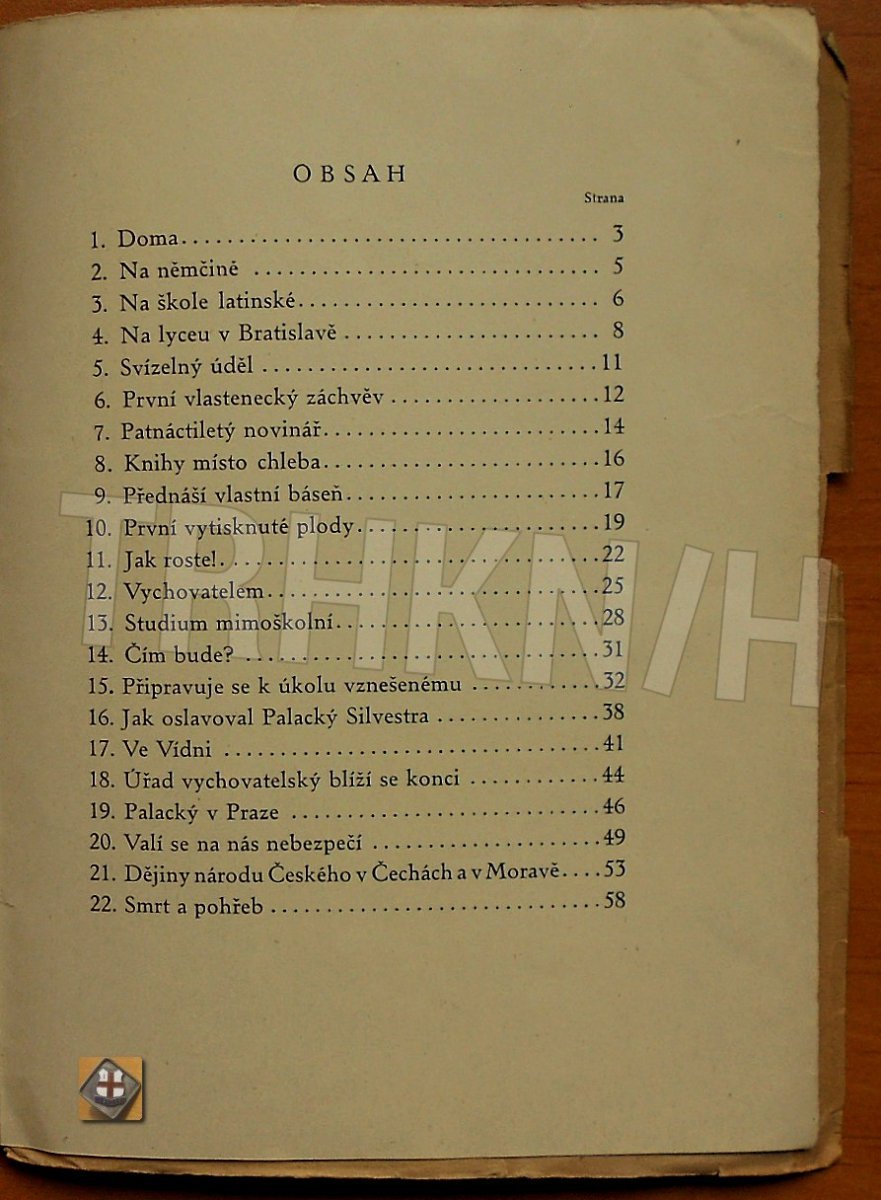 OBSAH
Strana
1. Doma........................................ 3
2. Na němčině .................................. 5
3. Na škole latinské............................. 6
4. Na lyceu v Bratislavě ........................ 8
5. Svízelný úděl ................................ 11
6. První vlastenecký záchvěv .................... 12
7. Patnáctiletý novinář.......................... 14
8. Knihy místo chleba............................ 16
9. Přednáší vlastní báseň........................ 17
10. První vytisknuté plody....................... 19
11. Jak roste!................................... 22
12. Vychovatelem................................. 25
13. Studium mimoškolní........................... 28
14. Čím bude? ................................... 31
15. Připravuje se k úkolu vznešenému ............ 32
16. Jak oslavoval Palacký Silvestra ............. 38
17. Ve Vídni .................................... 41
18. Úřad vychovatelský blíží se konci ........... 44
19. Palacký v Praze ............................. 46
20. Valí se na nás nebezpečí .................... 49
21. Dějiny národu Českého v Čechách a v Moravě.... 53
22. Smrt a pohřeb ............................... 58
TRHKN/H